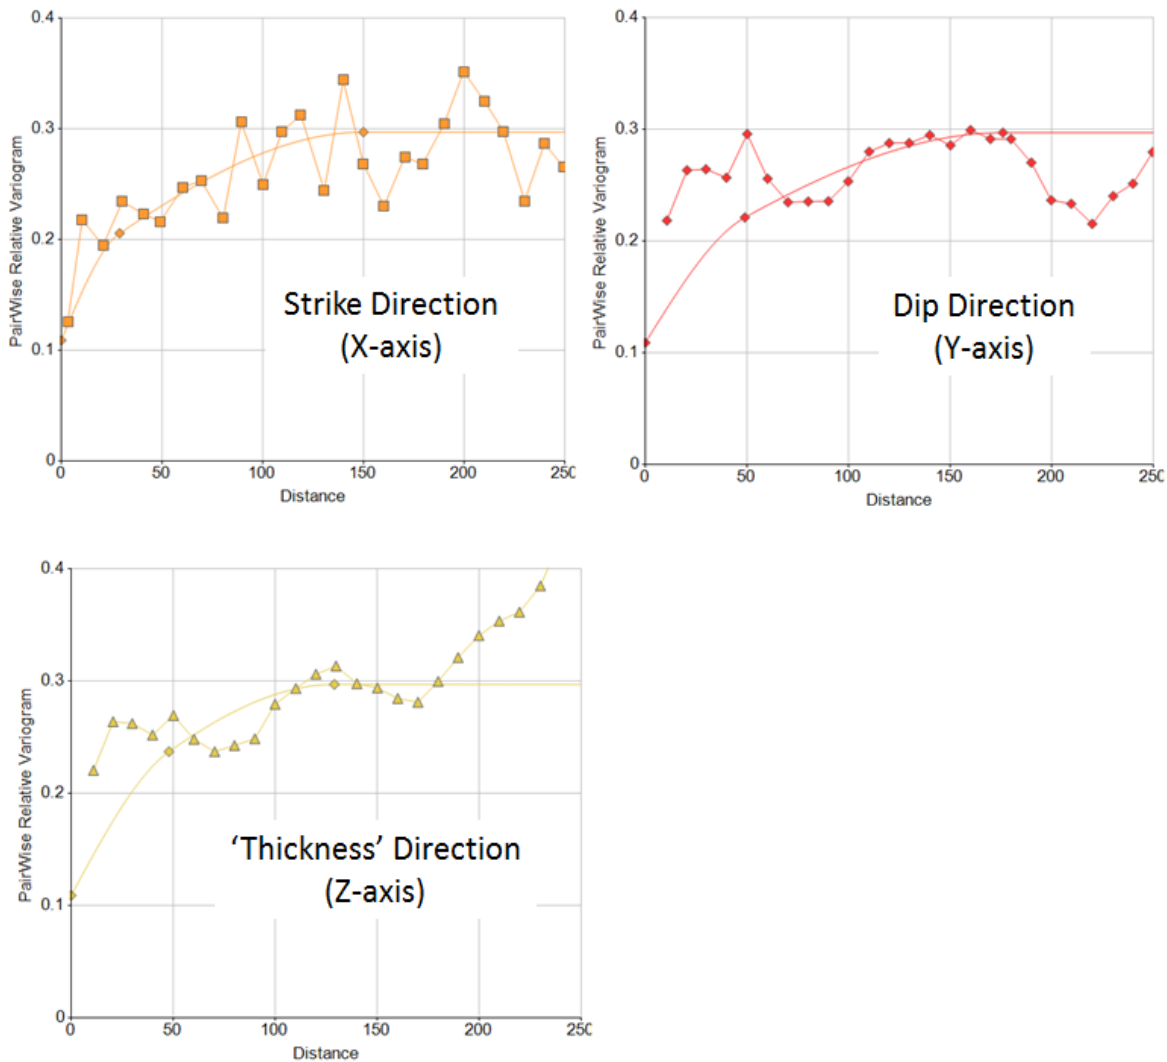 0.4
0.3
0.2
0.1
0
PairWise Relative Variogram
0
50
100
150
200
250
Distance
Strike Direction
(X-axis)
0.4
0.3
0.2
0.1
0
PairWise Relative Variogram
0
50
100
150
200
250
Distance
Dip Direction
(Y-axis)
0.4
0.3
0.2
0.1
0
PairWise Relative Variogram
0
50
100
150
200
250
Distance
‘Thickness’ Direction
(Z-axis)